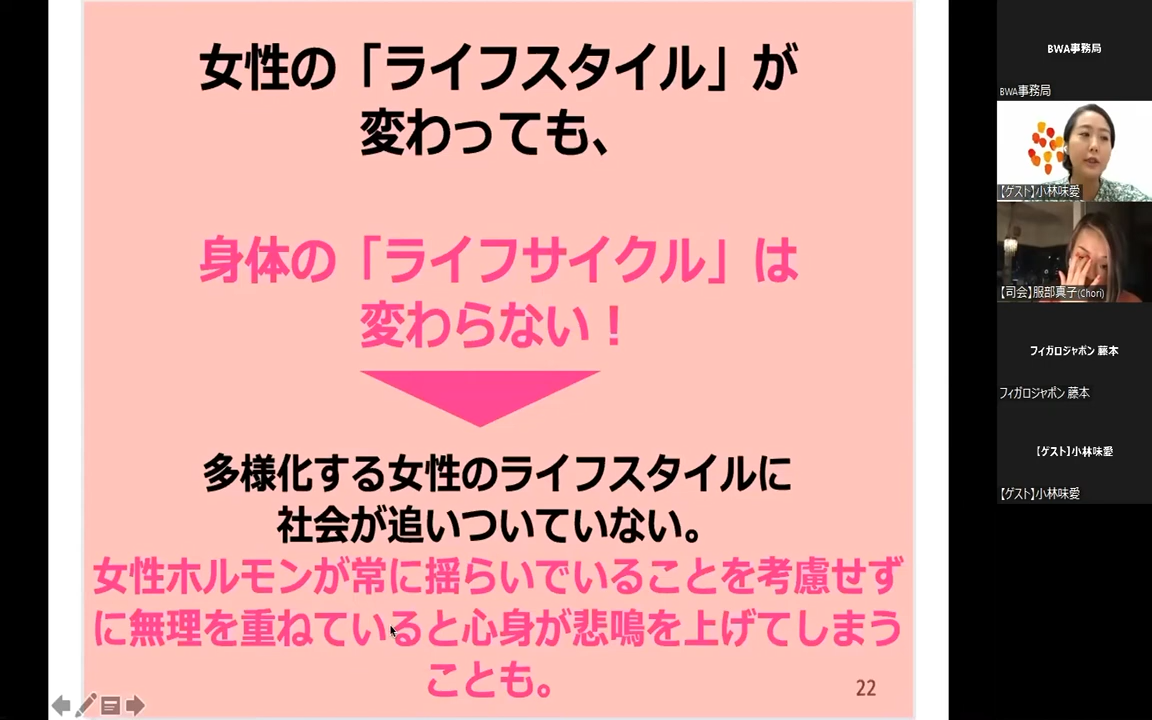 女性の「ライフスタイル」が
変わっても、
身体の「ライフサイクル」は
変わらない！
多様化する女性のライフスタイルに
社会が追いついていない。
女性ホルモンが常に揺らいでいることを考慮せず
に無理を重ねていると心身が悲鳴を上げてしまう
ことも。
22
BWA事務局
BWA事務局
【ゲスト】小林味愛
【司会】服部真子(Chori)
フィガロジャポン 藤本
フィガロジャポン 藤本
【ゲスト】小林味愛
【ゲスト】小林味愛